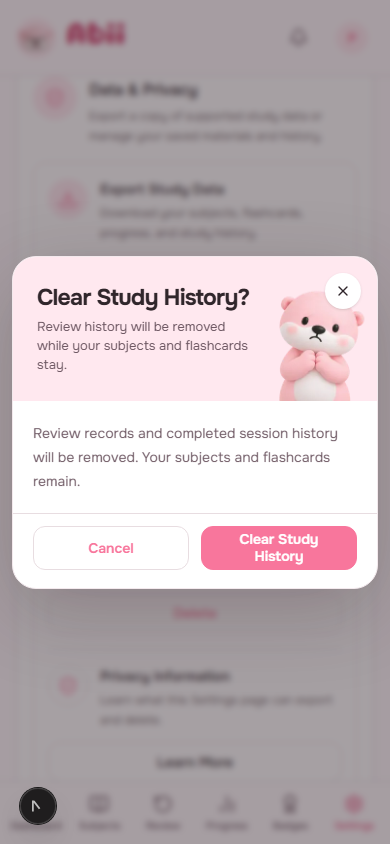 Abii
Data & Privacy
Export a copy of supported study data or
manage your saved materials and history.
Export Study Data
Download your subjects, flashcards,
progress, and study history.
Clear Study History?
Review history will be removed
while your subjects and flashcards
stay.
Review records and completed session history
will be removed. Your subjects and flashcards
remain.
Cancel
Clear Study
History
Delete
Privacy Information
Learn what this Settings page can export
and delete.
Learn More
Subjects
Review
Progress
Badges
Settings